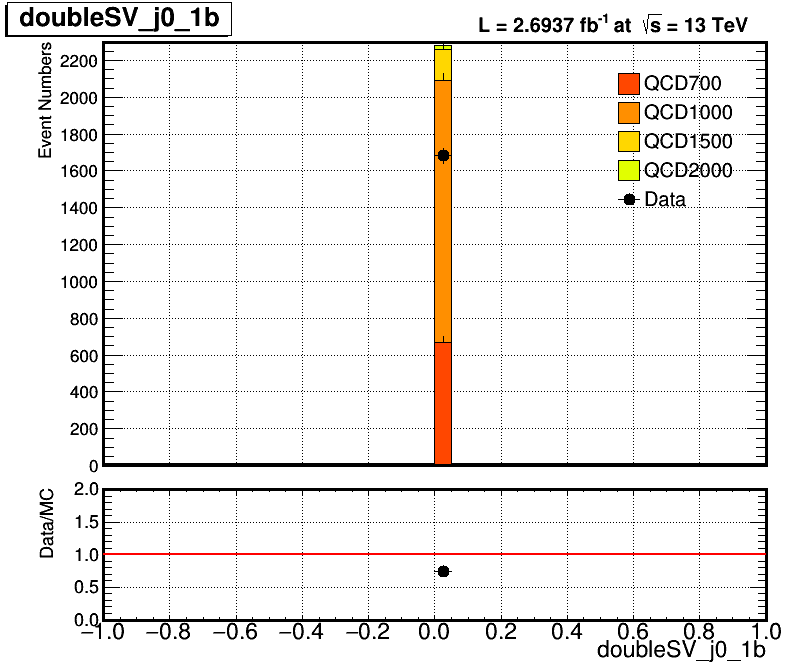 doubleSV_j0_1b
L = 2.6937 fb-1 at √s = 13 TeV
Event Numbers
2200
2000
1800
1600
1400
1200
1000
800
600
400
200
0
QCD700
QCD1000
QCD1500
QCD2000
Data
Data/MC
2.0
1.5
1.0
0.5
0.0
−1.0 −0.8 −0.6 −0.4 −0.2 0.0 0.2 0.4 0.6 0.8 1.0
doubleSV_j0_1b